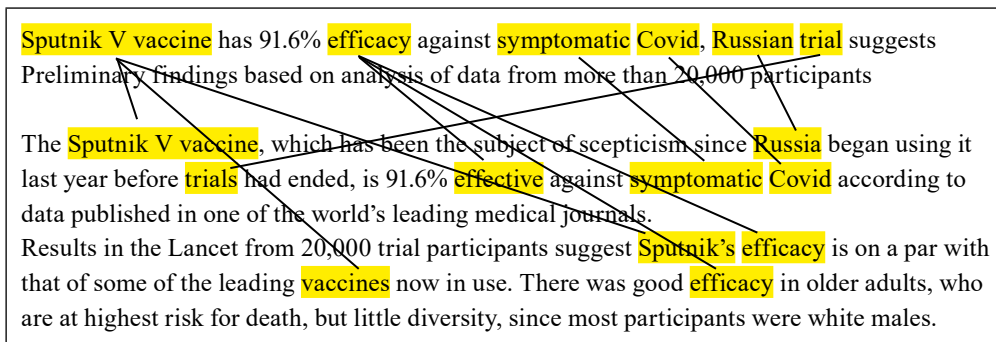 Sputnik V vaccine has 91.6% efficacy against symptomatic Covid, Russian trial suggests
Preliminary findings based on analysis of data from more than 20,000 participants
The Sputnik V vaccine, which has been the subject of scepticism since Russia began using it
last year before trials had ended, is 91.6% effective against symptomatic Covid according to
data published in one of the world’s leading medical journals.
Results in the Lancet from 20,000 trial participants suggest Sputnik’s efficacy is on a par with
that of some of the leading vaccines now in use. There was good efficacy in older adults, who
are at highest risk for death, but little diversity, since most participants were white males.